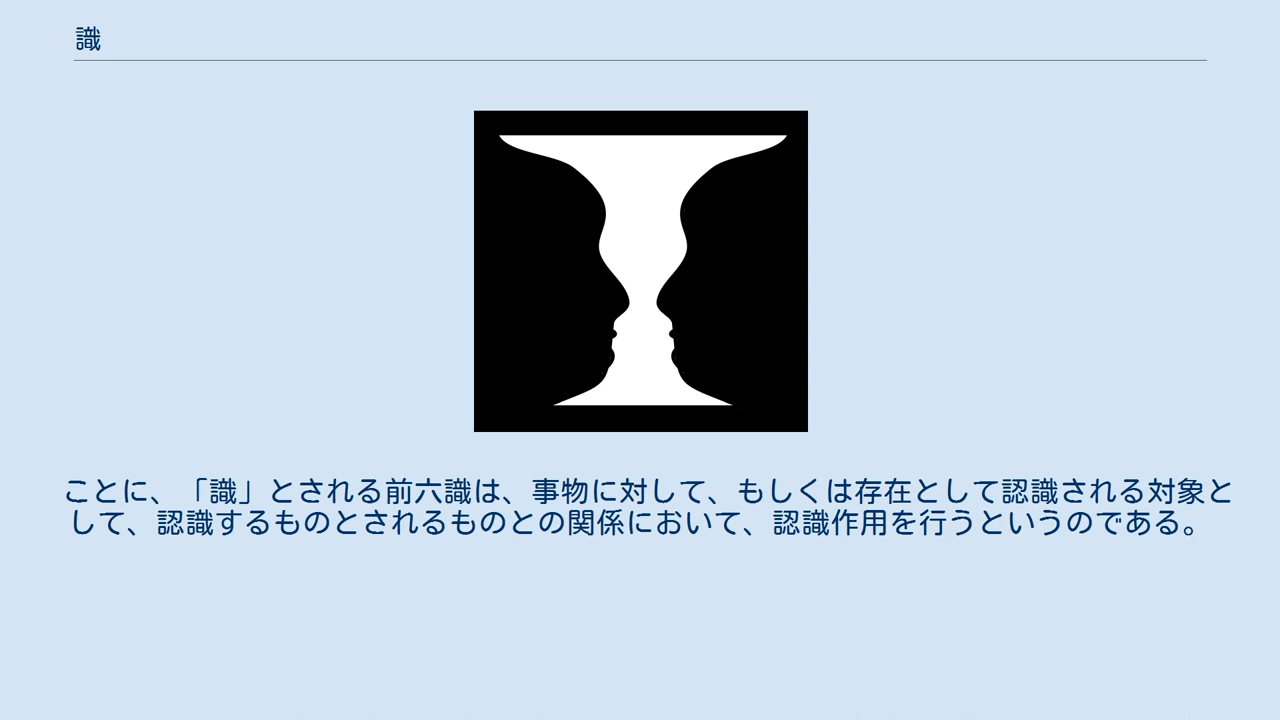 識
ことに、「識」とされる前六識は、事物に対して、もしくは存在として認識される対象と
して、認識するものとされるものとの関係において、認識作用を行うというのである。